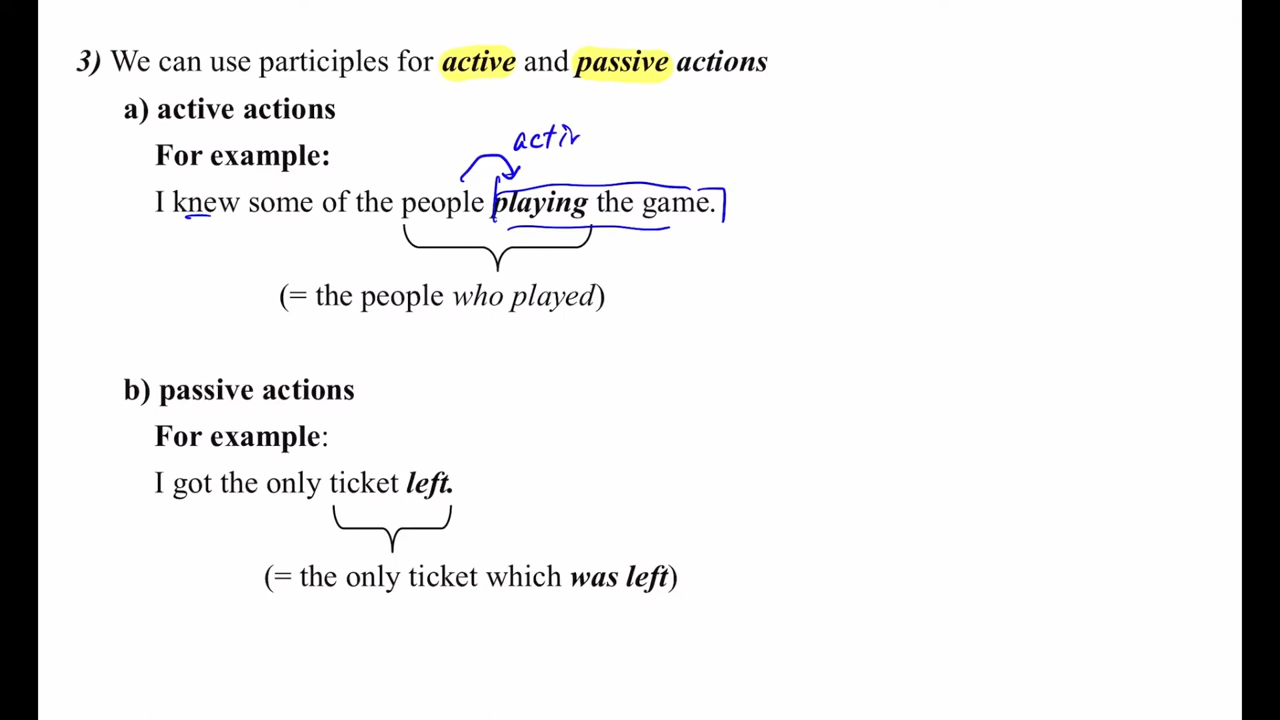 3) We can use participles for active and passive actions
a) active actions
For example:
activ
I knew some of the people playing the game.
(= the people who played)
b) passive actions
For example:
I got the only ticket left.
(= the only ticket which was left)